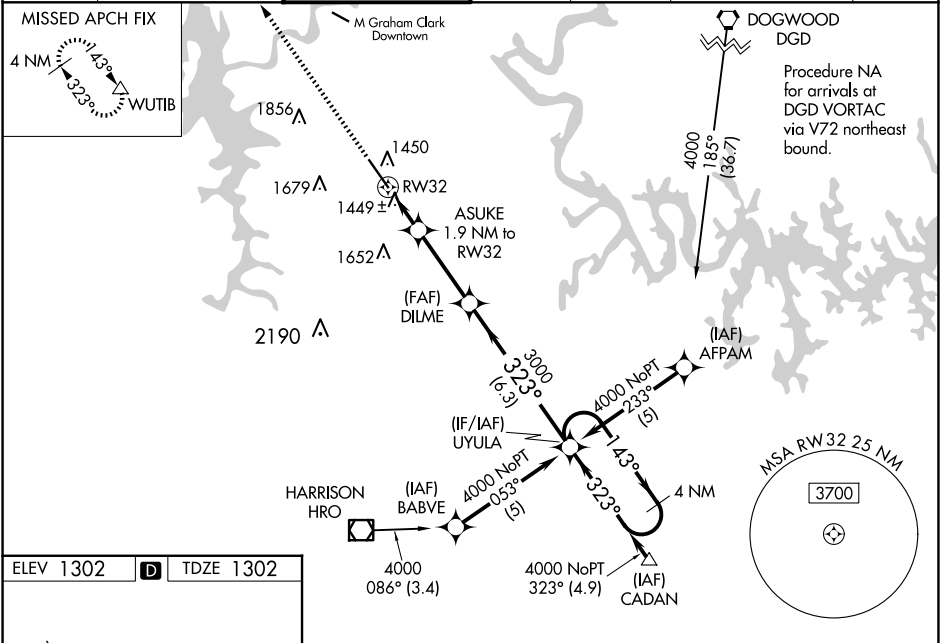 MISSED APCH FIX
4 NM
143°
323°
WUTIB
M Graham Clark
Downtown
DOGWOOD
DGD
Procedure NA
for arrivals at
DGD VORTAC
via V72 northeast
bound.
4000
185°
(36.7)
1856
1450
1679
RW32
1449 ±
ASUKE
1.9 NM to
RW32
1652
(FAF)
DILME
2190
3000
323°
(6.3)
(IAF)
AFPAM
4000 NoPT
233°
(5)
(IF/IAF)
UYULA
143°
323°
4 NM
MSA RW32 25 NM
3700
HARRISON
HRO
(IAF)
BABVE
4000 NoPT
053°
(5)
4000
086° (3.4)
4000 NoPT
323° (4.9)
(IAF)
CADAN
ELEV 1302
D
TDZE 1302